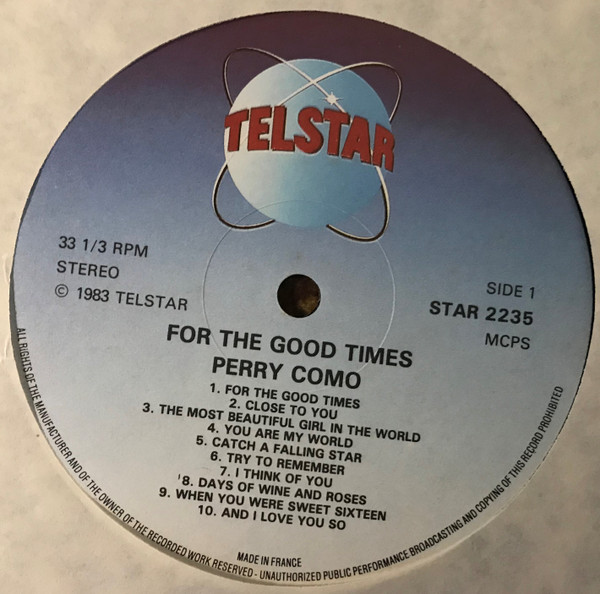 TELSTAR
33 1/3 RPM
STEREO
© 1983 TELSTAR
SIDE 1
STAR 2235
MCPS
FOR THE GOOD TIMES
PERRY COMO
1. FOR THE GOOD TIMES
2. CLOSE TO YOU
3. THE MOST BEAUTIFUL GIRL IN THE WORLD
4. YOU ARE MY WORLD
5. CATCH A FALLING STAR
6. TRY TO REMEMBER
7. I THINK OF YOU
8. DAYS OF WINE AND ROSES
9. WHEN YOU WERE SWEET SIXTEEN
10. AND I LOVE YOU SO
MADE IN FRANCE
ALL RIGHTS OF THE MANUFACTURER AND OF THE OWNER OF THE RECORDED WORK RESERVED - UNAUTHORIZED PUBLIC PERFORMANCE BROADCASTING AND COPYING OF THIS RECORD PROHIBITED